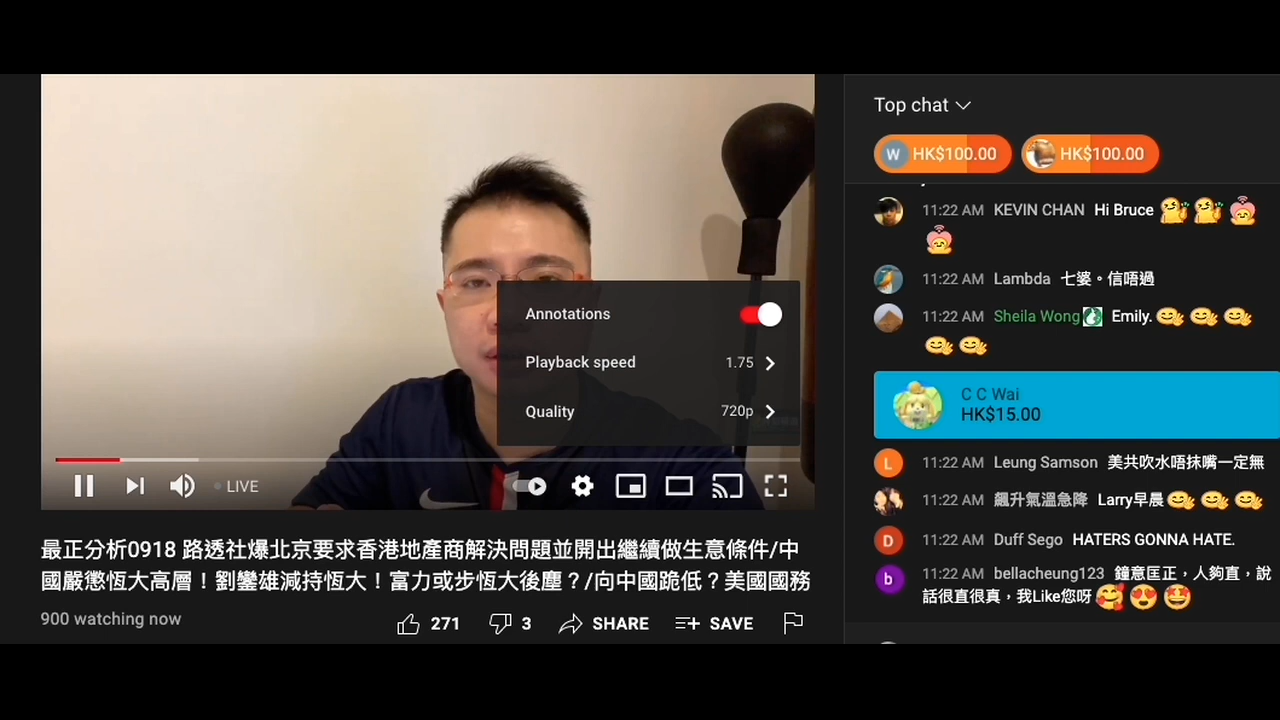 Top chat
W HK$100.00 HK$100.00
11:22 AM KEVIN CHAN Hi Bruce
11:22 AM Lambda 七婆。信唔過
11:22 AM Sheila Wong Emily.
C C Wai
HK$15.00
L 11:22 AM Leung Samson 美共吹水唔抹嘴一定無
11:22 AM 飆升氣溫急降 Larry早晨
D 11:22 AM Duff Sego HATERS GONNA HATE.
b 11:22 AM bellacheung123 鐘意匡正，人夠直，說
話很直很真，我Like您呀
Annotations
Playback speed 1.75
Quality 720p
LIVE
最正分析0918 路透社爆北京要求香港地產商解決問題並開出繼續做生意條件/中
國嚴懲恆大高層！劉鑾雄減持恆大！富力或步恆大後塵？/向中國跪低？美國國務
900 watching now
271 3 SHARE SAVE